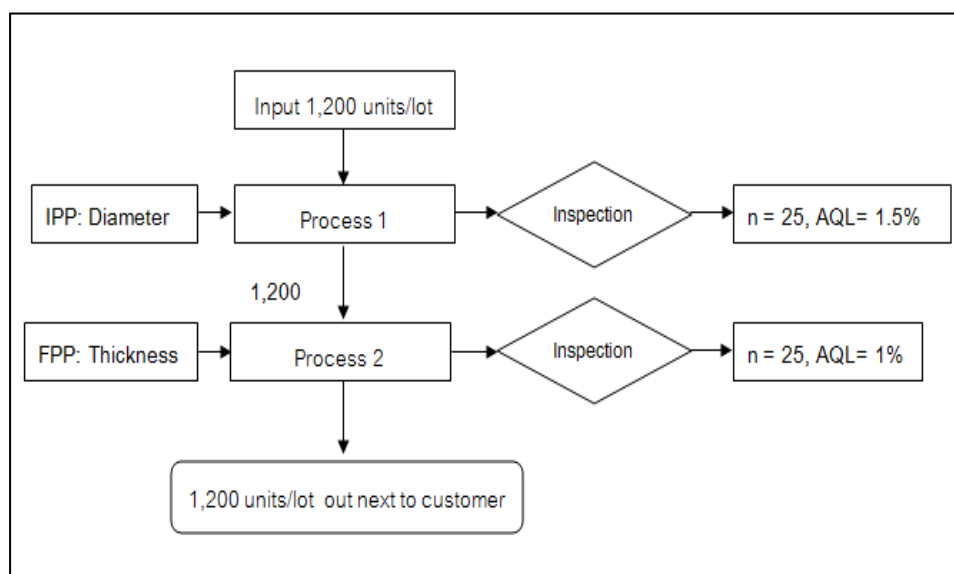 Input 1,200 units/lot
IPP: Diameter
Process 1
Inspection
n = 25, AQL= 1.5%
1,200
FPP: Thickness
Process 2
Inspection
n = 25, AQL= 1%
1,200 units/lot out next to customer